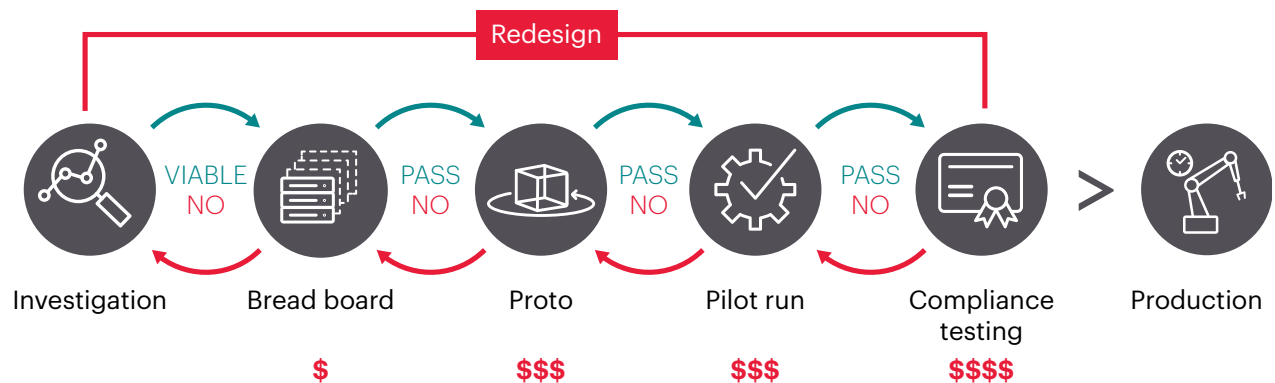 Redesign
VIABLE
NO
PASS
NO
PASS
NO
PASS
NO
>
Investigation
Bread board
Proto
Pilot run
Compliance
testing
Production
$
$$$
$$$
$$$$